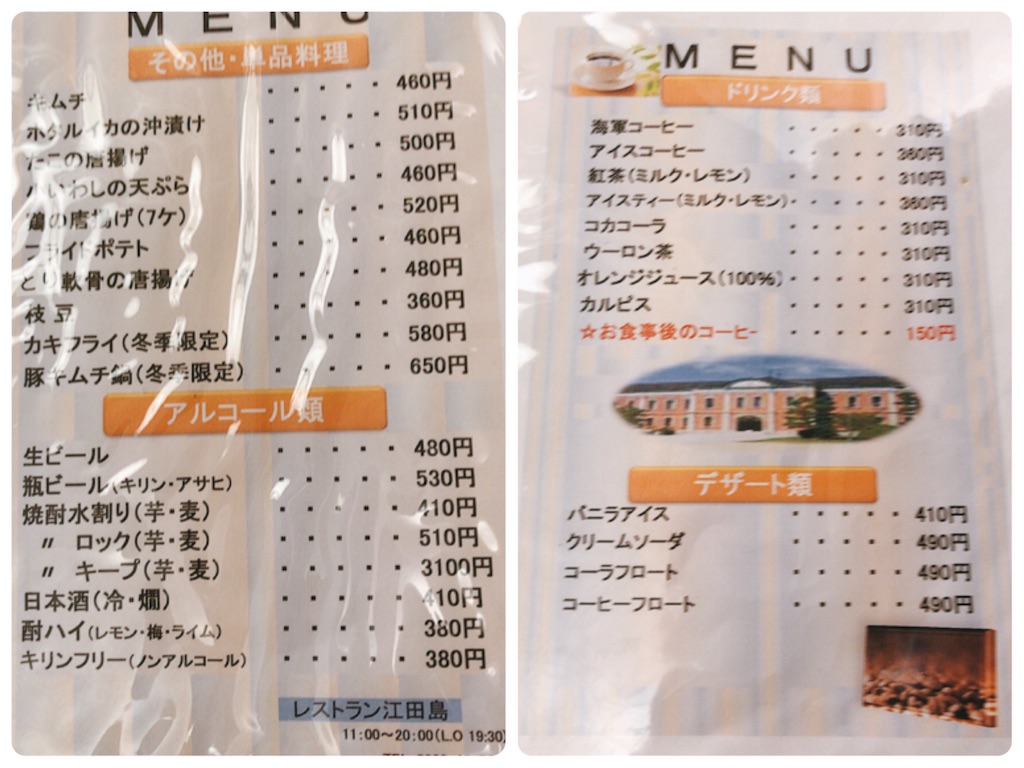 MENU
その他・単品料理
キムチ ・・・・・ 460円
ホタルイカの沖漬け ・・・・・ 510円
たこの唐揚げ ・・・・・ 500円
小いわしの天ぷら ・・・・・ 460円
鶏の唐揚げ(7ケ) ・・・・・ 520円
フライドポテト ・・・・・ 460円
とり軟骨の唐揚げ ・・・・・ 480円
枝豆 ・・・・・ 360円
カキフライ(冬季限定) ・・・・・ 580円
豚キムチ鍋(冬季限定) ・・・・・ 650円
アルコール類
生ビール ・・・・・ 480円
瓶ビール(キリン・アサヒ) ・・・・・ 530円
焼酎水割り(芋・麦) ・・・・・ 410円
〃 ロック(芋・麦) ・・・・・ 510円
〃 キープ(芋・麦) ・・・・・ 3100円
日本酒(冷・燗) ・・・・・ 410円
酎ハイ(レモン・梅・ライム) ・・・・・ 380円
キリンフリー(ノンアルコール) ・・・・・ 380円
レストラン江田島
11:00～20:00(L.O 19:30)
MENU
ドリンク類
海軍コーヒー ・・・・・ 310円
アイスコーヒー ・・・・・ 360円
紅茶(ミルク・レモン) ・・・・・ 310円
アイスティー(ミルク・レモン)・・・・・ 360円
コカコーラ ・・・・・ 310円
ウーロン茶 ・・・・・ 310円
オレンジジュース(100%) ・・・・・ 310円
カルピス ・・・・・ 310円
☆お食事後のコーヒー ・・・・・ 150円
デザート類
バニラアイス ・・・・・ 410円
クリームソーダ ・・・・・ 490円
コーラフロート ・・・・・ 490円
コーヒーフロート ・・・・・ 490円